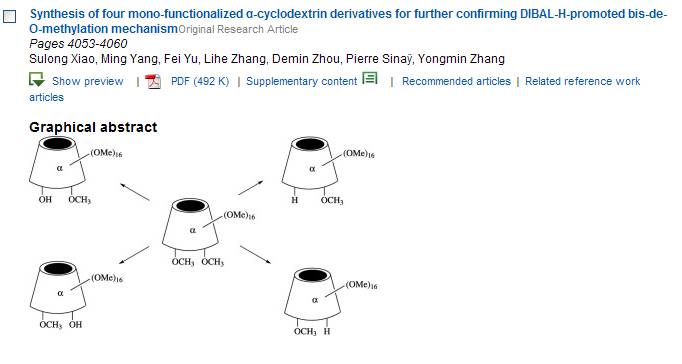 Synthesis of four mono-functionalized α-cyclodextrin derivatives for further confirming DIBAL-H-promoted bis-de-
O-methylation mechanismOriginal Research Article
Pages 4053-4060
Sulong Xiao, Ming Yang, Fei Yu, Lihe Zhang, Demin Zhou, Pierre Sinaÿ, Yongmin Zhang
Show preview | PDF (492 K) | Supplementary content | Recommended articles | Related reference work
articles
Graphical abstract
(OMe)₁₆
α
OH OCH₃
(OMe)₁₆
α
H OCH₃
(OMe)₁₆
α
OCH₃ OCH₃
(OMe)₁₆
α
OCH₃ OH
(OMe)₁₆
α
OCH₃ H